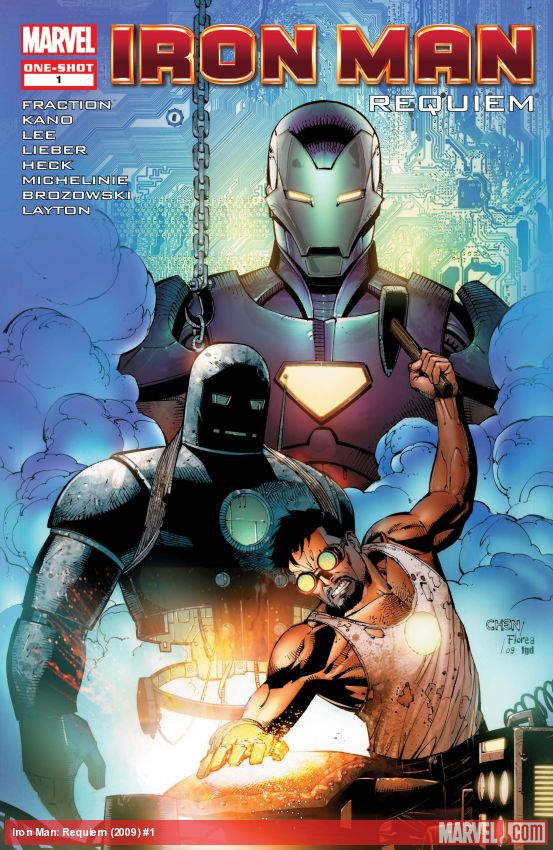 MARVEL
ONE-SHOT
1
IRON MAN
REQUIEM
FRACTION
KANO
LEE
LIEBER
HECK
MICHELINIE
BROZOWSKI
LAYTON
CHEN/
/Florea
09 fgd
Iron Man: Requiem (2009) #1
MARVEL.com